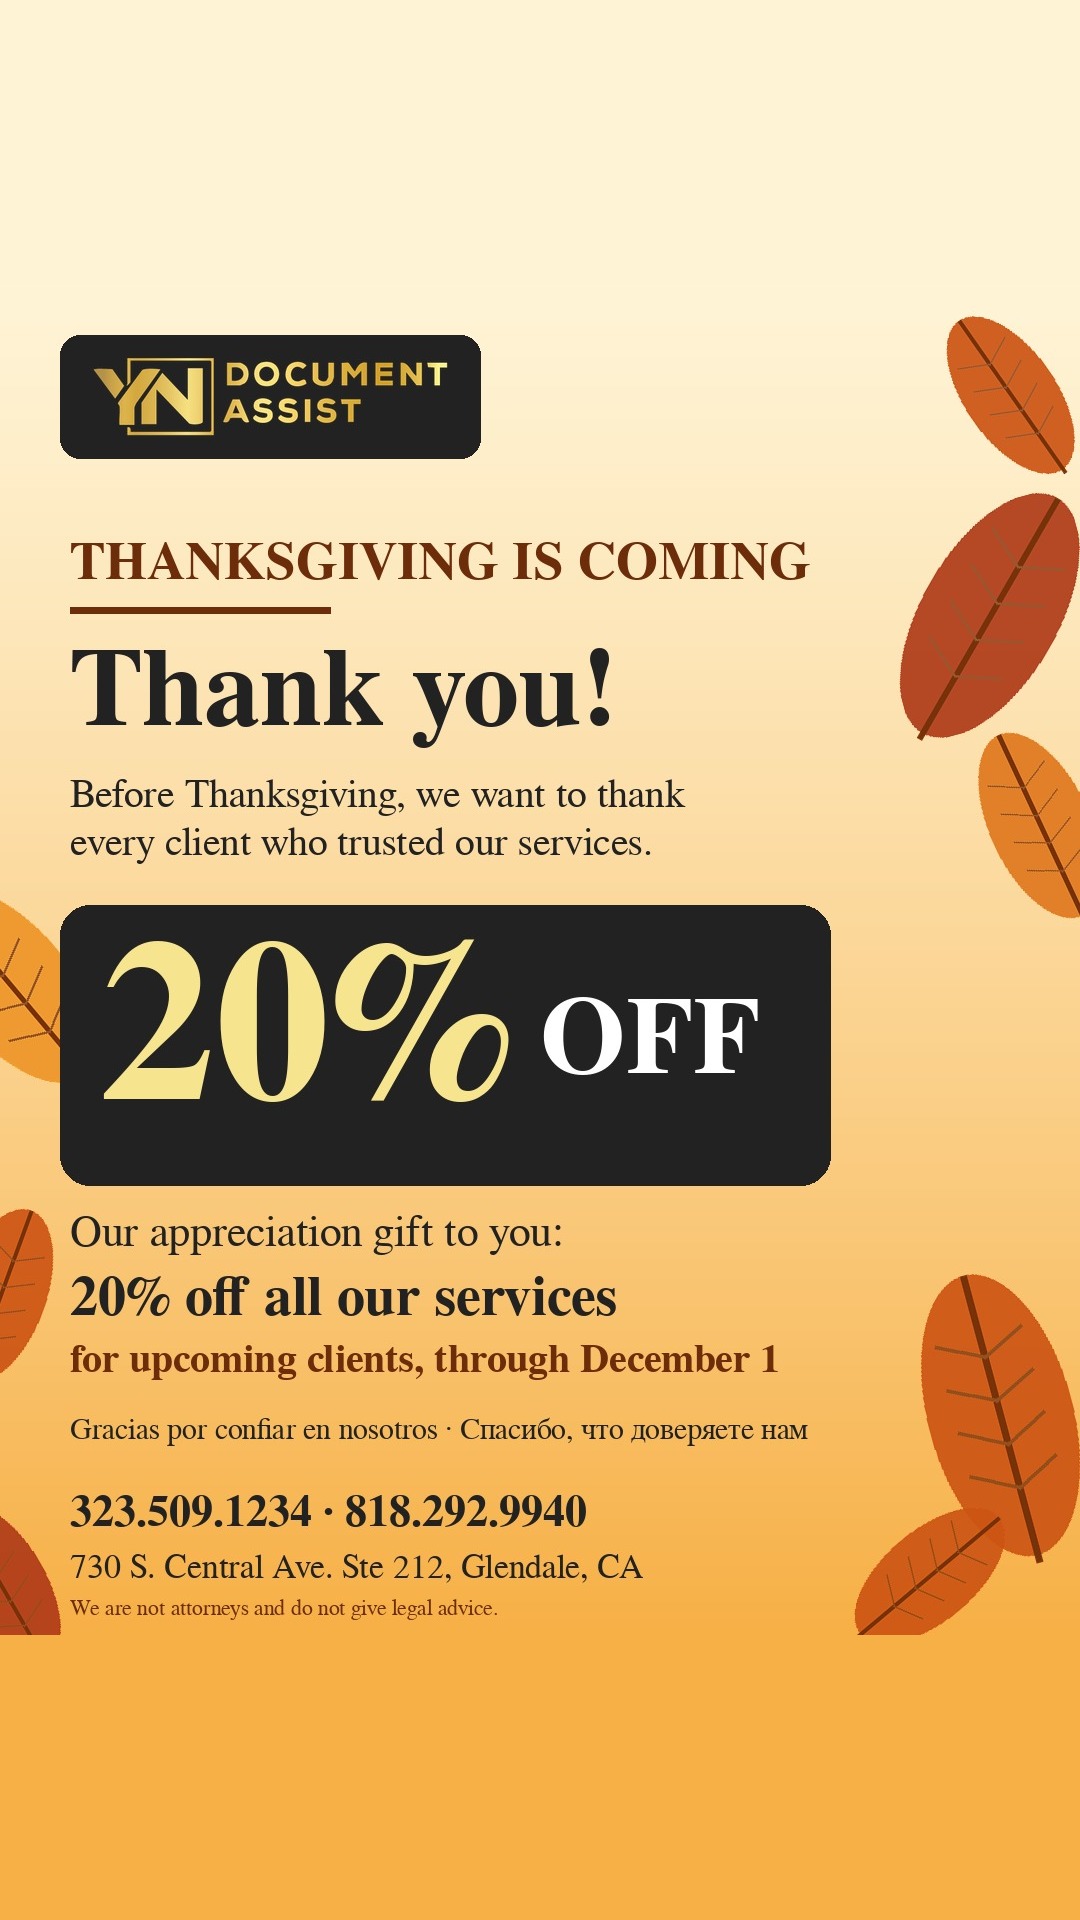 YN DOCUMENT
ASSIST
THANKSGIVING IS COMING
Thank you!
Before Thanksgiving, we want to thank
every client who trusted our services.
20% OFF
Our appreciation gift to you:
20% off all our services
for upcoming clients, through December 1
Gracias por confiar en nosotros · Спасибо, что доверяете нам
323.509.1234 · 818.292.9940
730 S. Central Ave. Ste 212, Glendale, CA
We are not attorneys and do not give legal advice.